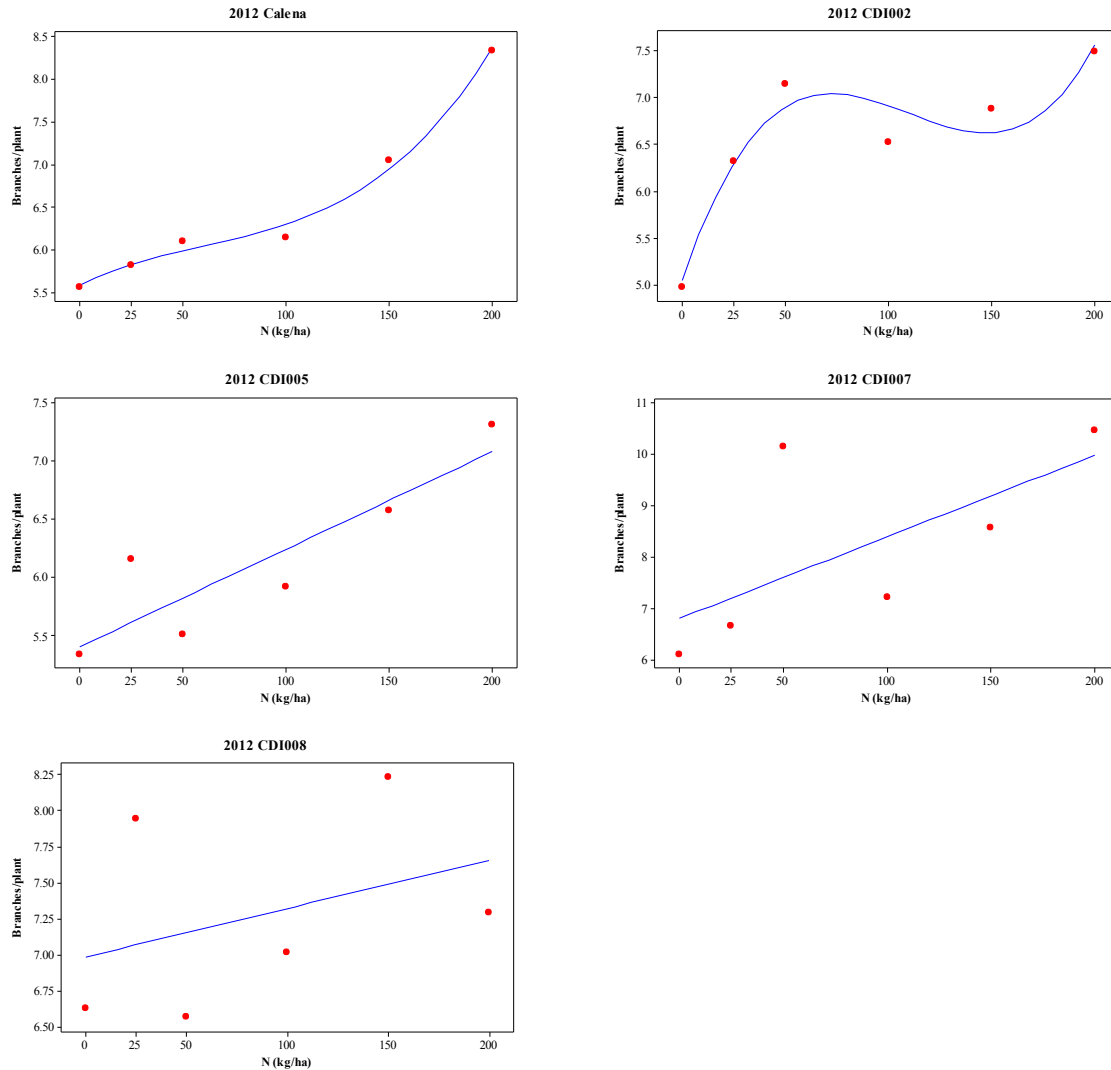 2012 Calena
8.5
8.0
7.5
7.0
6.5
6.0
5.5
Branches/plant
0 25 50 100 150 200
N (kg/ha)
2012 CDI002
7.5
7.0
6.5
6.0
5.5
5.0
Branches/plant
0 25 50 100 150 200
N (kg/ha)
2012 CDI005
7.5
7.0
6.5
6.0
5.5
Branches/plant
0 25 50 100 150 200
N (kg/ha)
2012 CDI007
11
10
9
8
7
6
Branches/plant
0 25 50 100 150 200
N (kg/ha)
2012 CDI008
8.25
8.00
7.75
7.50
7.25
7.00
6.75
6.50
Branches/plant
0 25 50 100 150 200
N (kg/ha)